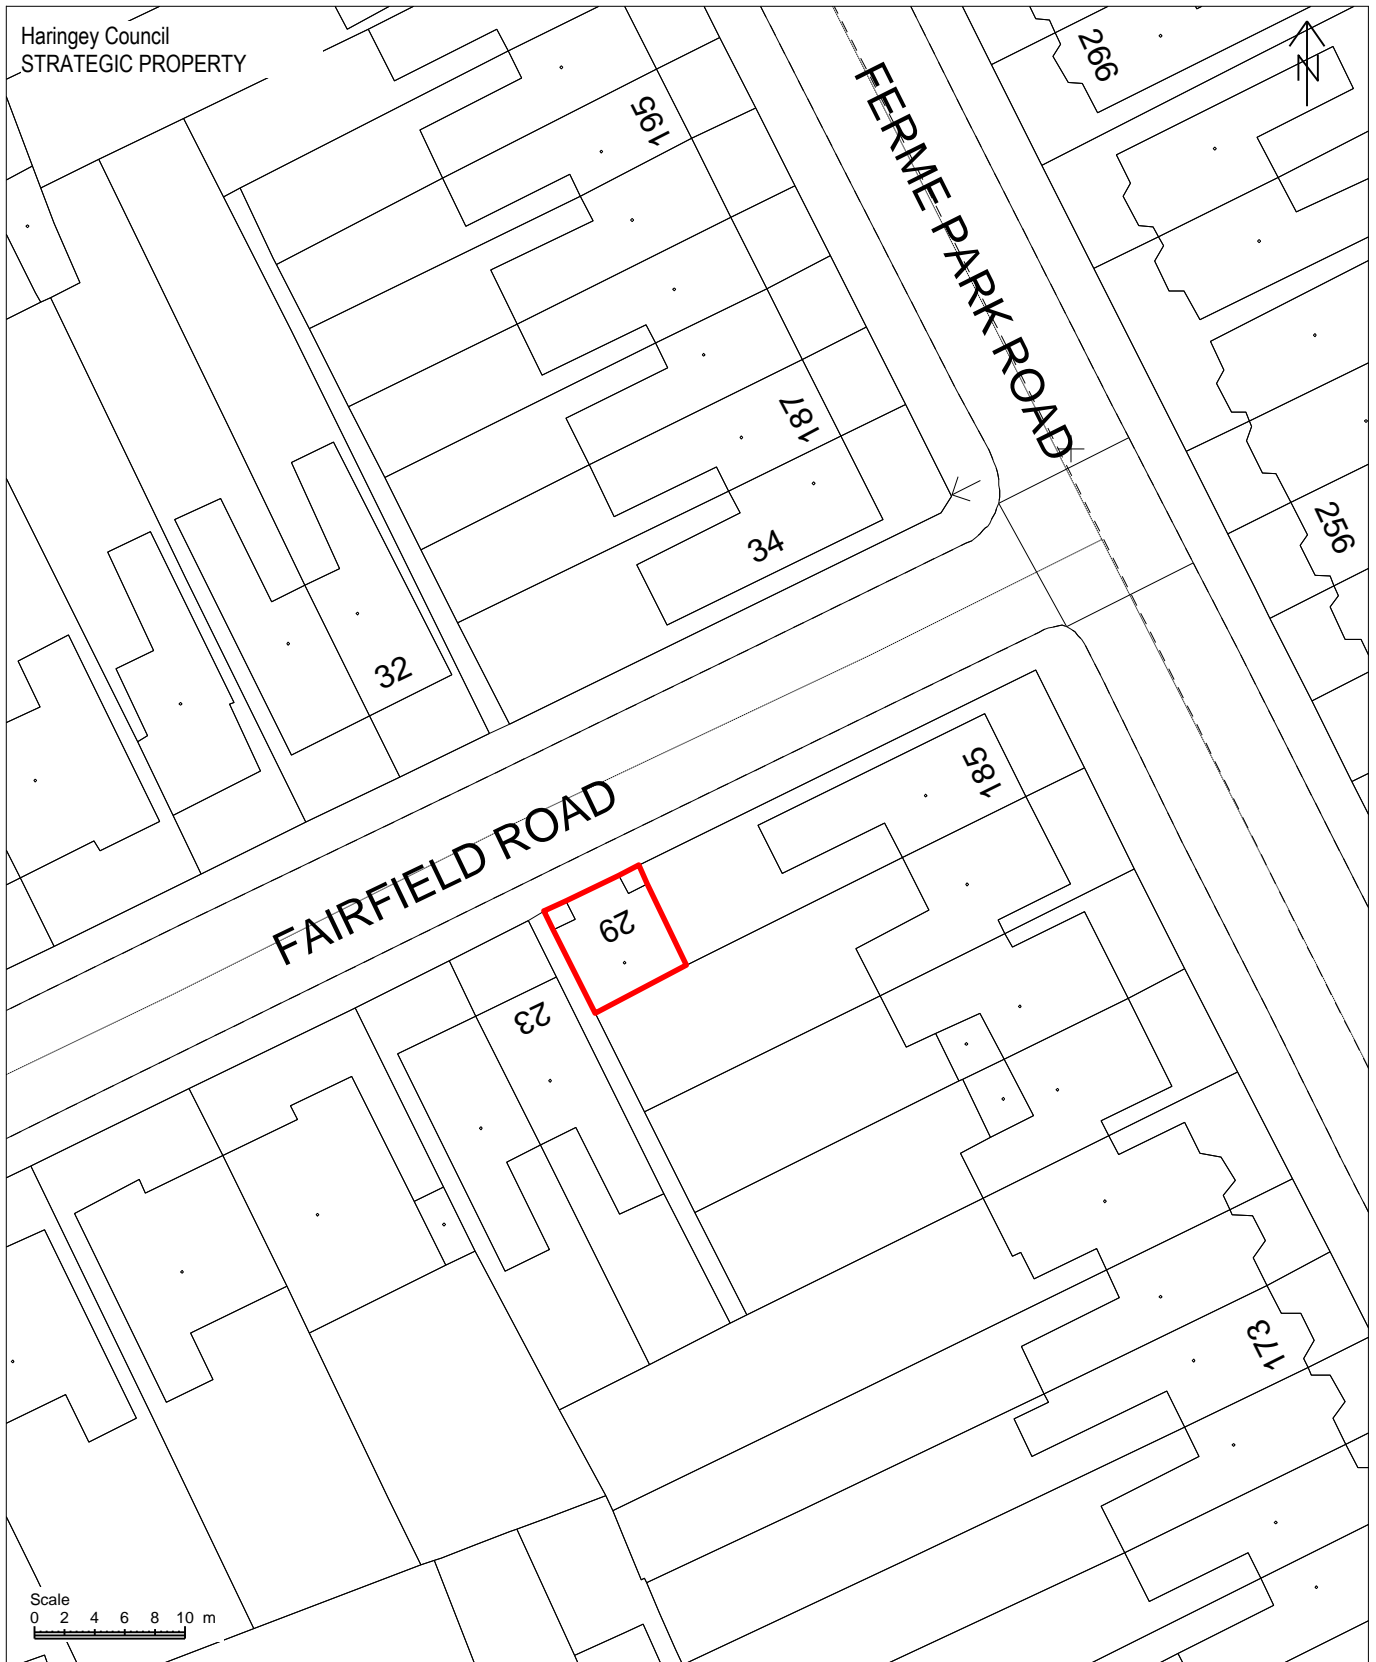 Haringey Council
STRATEGIC PROPERTY
266
N
195
FERME PARK ROAD
187
256
34
32
185
FAIRFIELD ROAD
29
23
173
Scale
0 2 4 6 8 10 m